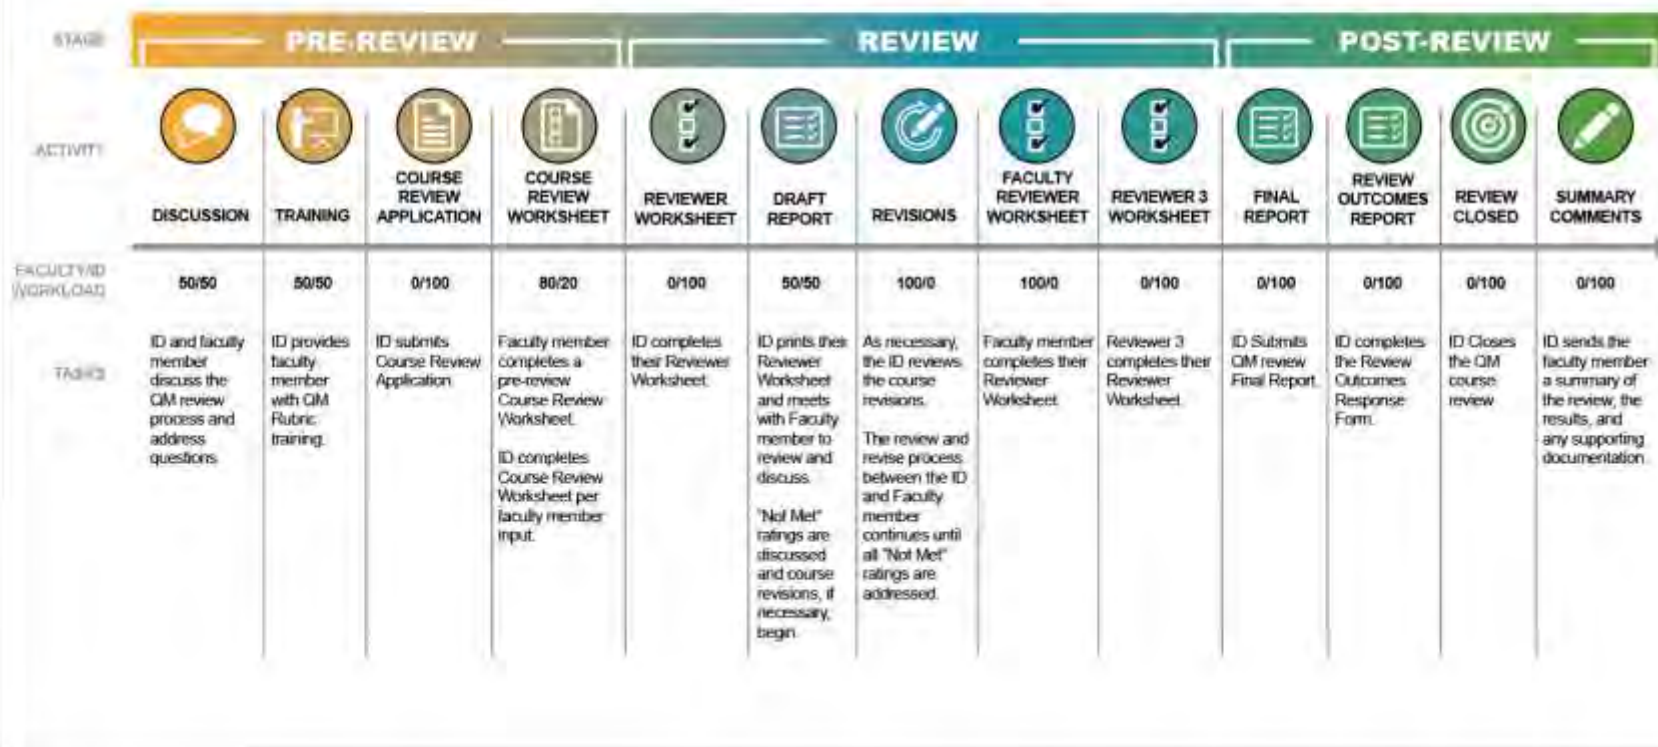 STAGE
PRE-REVIEW
REVIEW
POST-REVIEW
ACTIVITY
DISCUSSION
TRAINING
COURSE
REVIEW
APPLICATION
COURSE
REVIEW
WORKSHEET
REVIEWER
WORKSHEET
DRAFT
REPORT
REVISIONS
FACULTY
REVIEWER
WORKSHEET
REVIEWER 3
WORKSHEET
FINAL
REPORT
REVIEW
OUTCOMES
REPORT
REVIEW
CLOSED
SUMMARY
COMMENTS
FACULTY/ID
WORKLOAD
50/50
50/50
0/100
80/20
0/100
50/50
100/0
100/0
0/100
0/100
0/100
0/100
0/100
TASKS
ID and faculty
member
discuss the
QM review
process and
address
questions.
ID provides
faculty
member
with QM
Rubric
training.
ID submits
Course Review
Application.
Faculty member
completes a
pre-review
Course Review
Worksheet.
ID completes
Course Review
Worksheet per
faculty member
input.
ID completes
their Reviewer
Worksheet.
ID prints their
Reviewer
Worksheet
and meets
with Faculty
member to
review and
discuss.
"Not Met"
ratings are
discussed
and course
revisions, if
necessary,
begin.
As necessary,
the ID reviews
the course
revisions.
The review and
revise process
between the ID
and Faculty
member
continues until
all "Not Met"
ratings are
addressed.
Faculty member
completes their
Reviewer
Worksheet.
Reviewer 3
completes their
Reviewer
Worksheet.
ID Submits
QM review
Final Report.
ID completes
the Review
Outcomes
Response
Form.
ID Closes
the QM
course
review.
ID sends the
faculty member
a summary of
the review, the
results, and
any supporting
documentation.